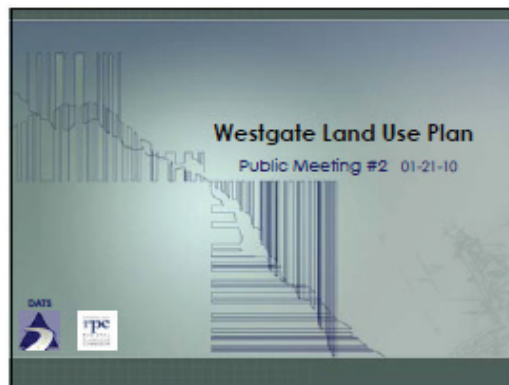 Westgate Land Use Plan
Public Meeting #2 01-21-10
DATS
rpc